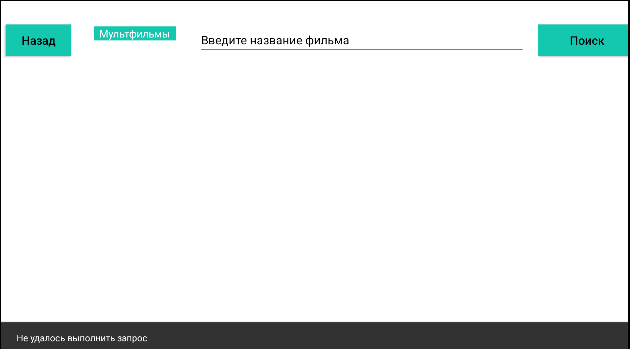 Назад
Мультфильмы
Введите название фильма
Поиск
Не удалось выполнить запрос